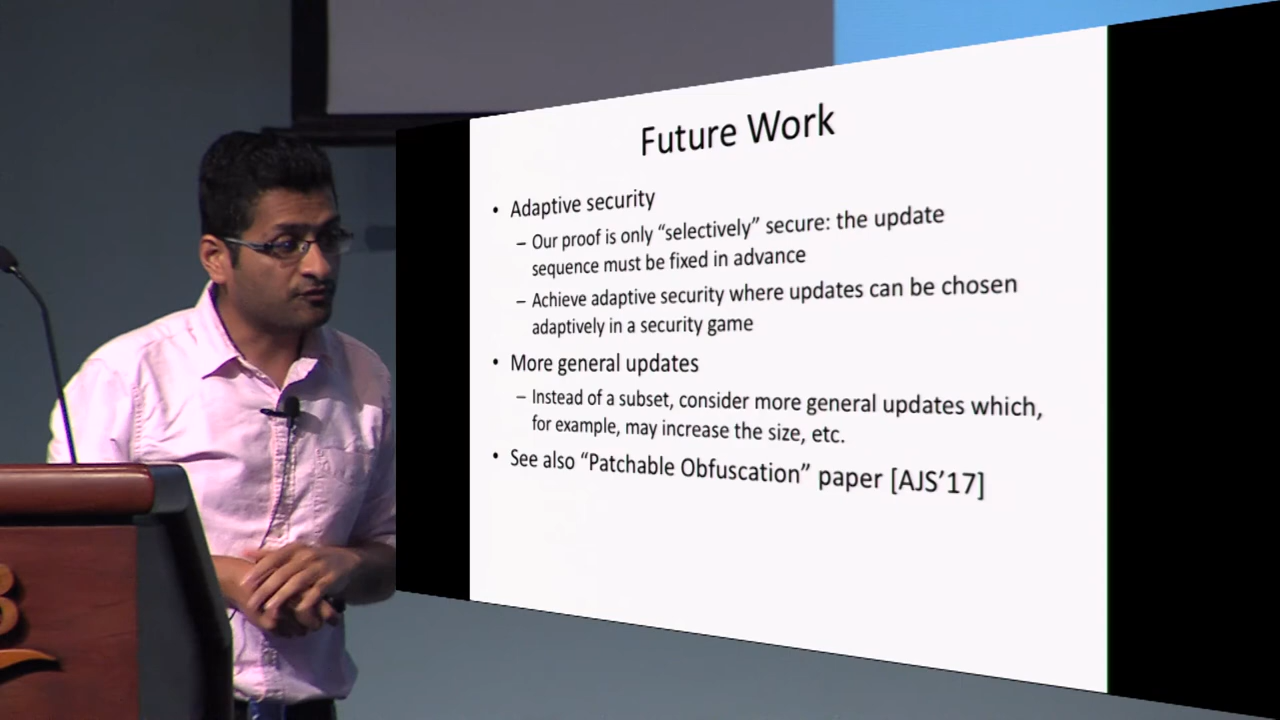 Future Work
• Adaptive security
– Our proof is only “selectively” secure: the update
sequence must be fixed in advance
– Achieve adaptive security where updates can be chosen
adaptively in a security game
• More general updates
– Instead of a subset, consider more general updates which,
for example, may increase the size, etc.
• See also “Patchable Obfuscation” paper [AJS’17]